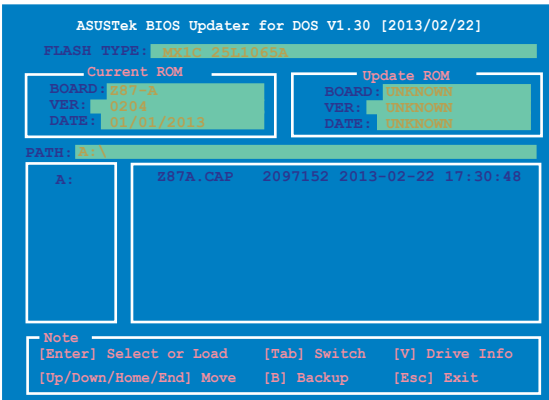 ASUSTek BIOS Updater for DOS V1.30 [2013/02/22]
FLASH TYPE: MX1C 25L1065A
Current ROM
BOARD: Z87-A
VER: 0204
DATE: 01/01/2013
Update ROM
BOARD: UNKNOWN
VER: UNKNOWN
DATE: UNKNOWN
PATH: A:\
A:
Z87A.CAP 2097152 2013-02-22 17:30:48
Note
[Enter] Select or Load [Tab] Switch [V] Drive Info
[Up/Down/Home/End] Move [B] Backup [Esc] Exit